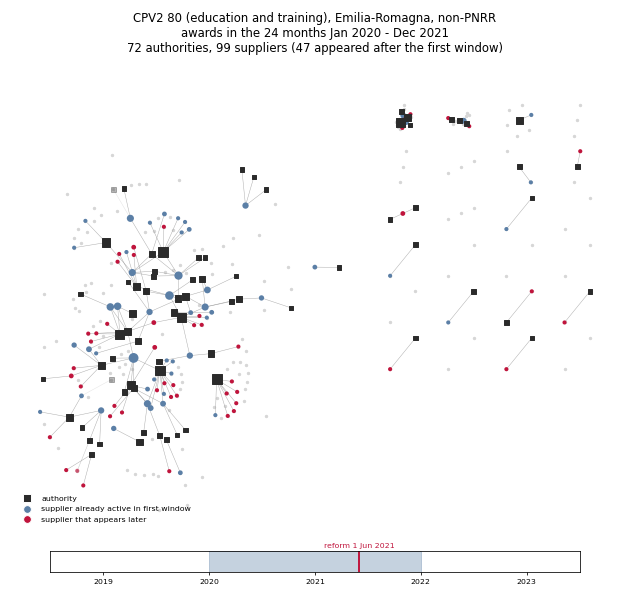 CPV2 80 (education and training), Emilia-Romagna, non-PNRR
awards in the 24 months Jan 2020 - Dec 2021
72 authorities, 99 suppliers (47 appeared after the first window)
authority
supplier already active in first window
supplier that appears later
reform 1 Jun 2021
2019 2020 2021 2022 2023